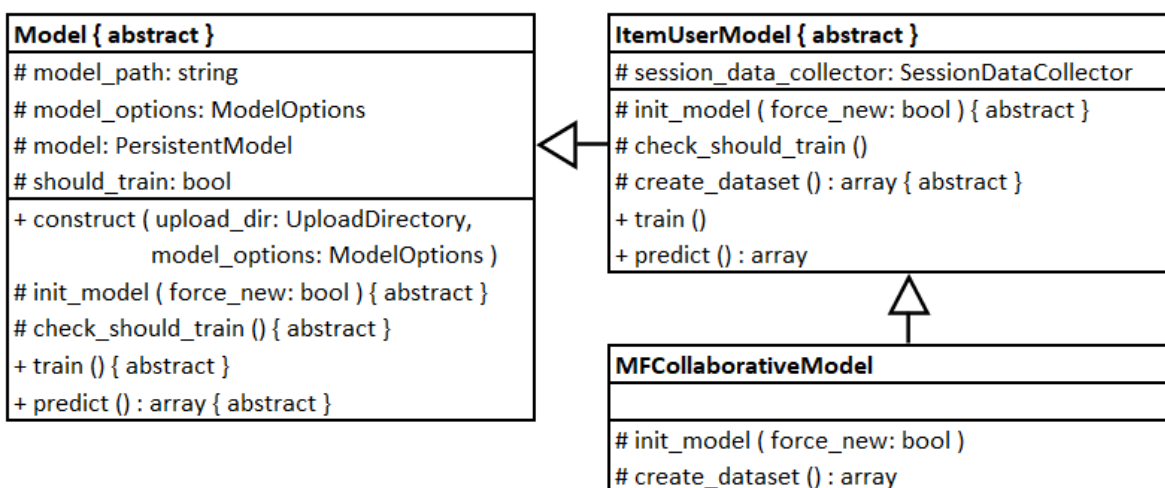 Model { abstract }
# model_path: string
# model_options: ModelOptions
# model: PersistentModel
# should_train: bool
+ construct ( upload_dir: UploadDirectory,
model_options: ModelOptions )
# init_model ( force_new: bool ) { abstract }
# check_should_train () { abstract }
+ train () { abstract }
+ predict () : array { abstract }
ItemUserModel { abstract }
# session_data_collector: SessionDataCollector
# init_model ( force_new: bool ) { abstract }
# check_should_train ()
# create_dataset () : array { abstract }
+ train ()
+ predict () : array
MFCollaborativeModel
# init_model ( force_new: bool )
# create_dataset () : array